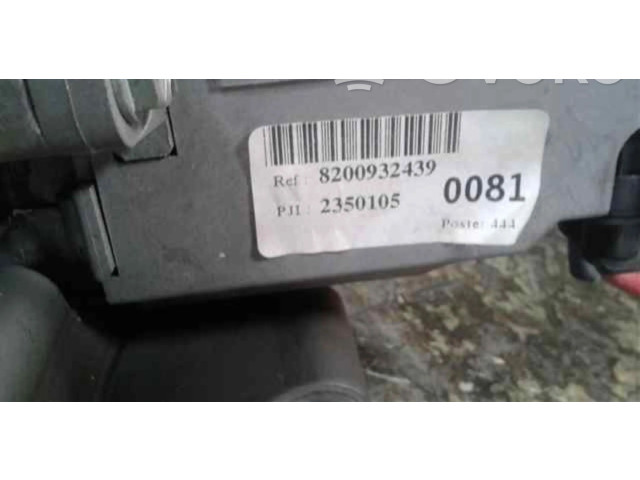 Ref : 8200932439
PJI : 2350105
0081
Poste: 444